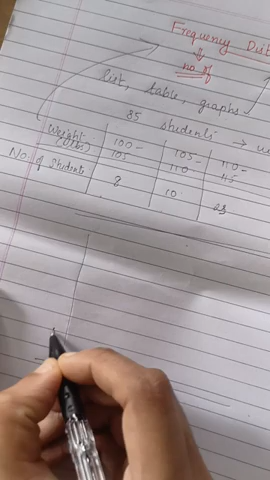 Frequency Dist
no. of
list, table, graphs
85 students →
Weight (lbs) 100-105 105-110 110-115
No. of Students 8 10 23